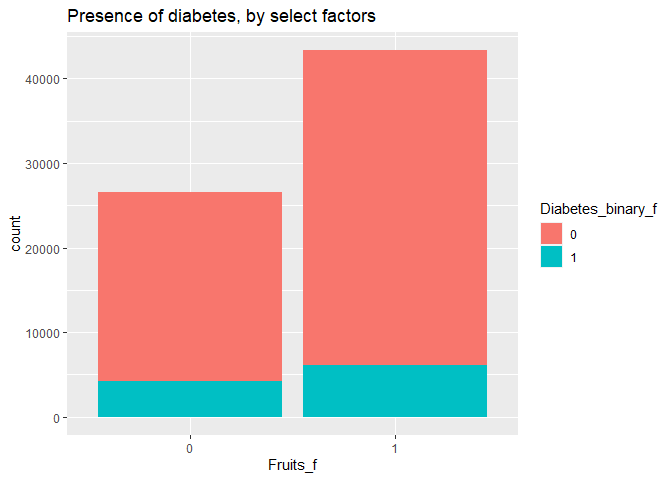 Presence of diabetes, by select factors
count
40000
30000
20000
10000
0
0
1
Fruits_f
Diabetes_binary_f
0
1